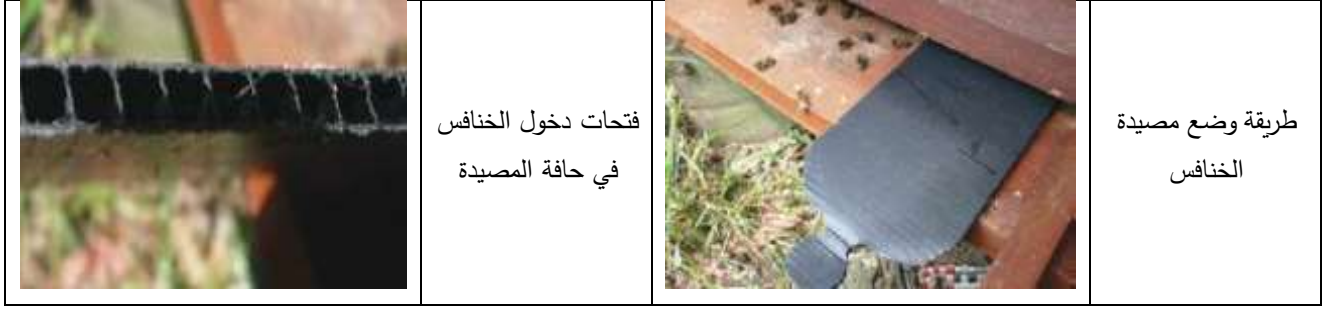 طريقة وضع مصيدة
الخنافس
فتحات دخول الخنافس
في حافة المصيدة